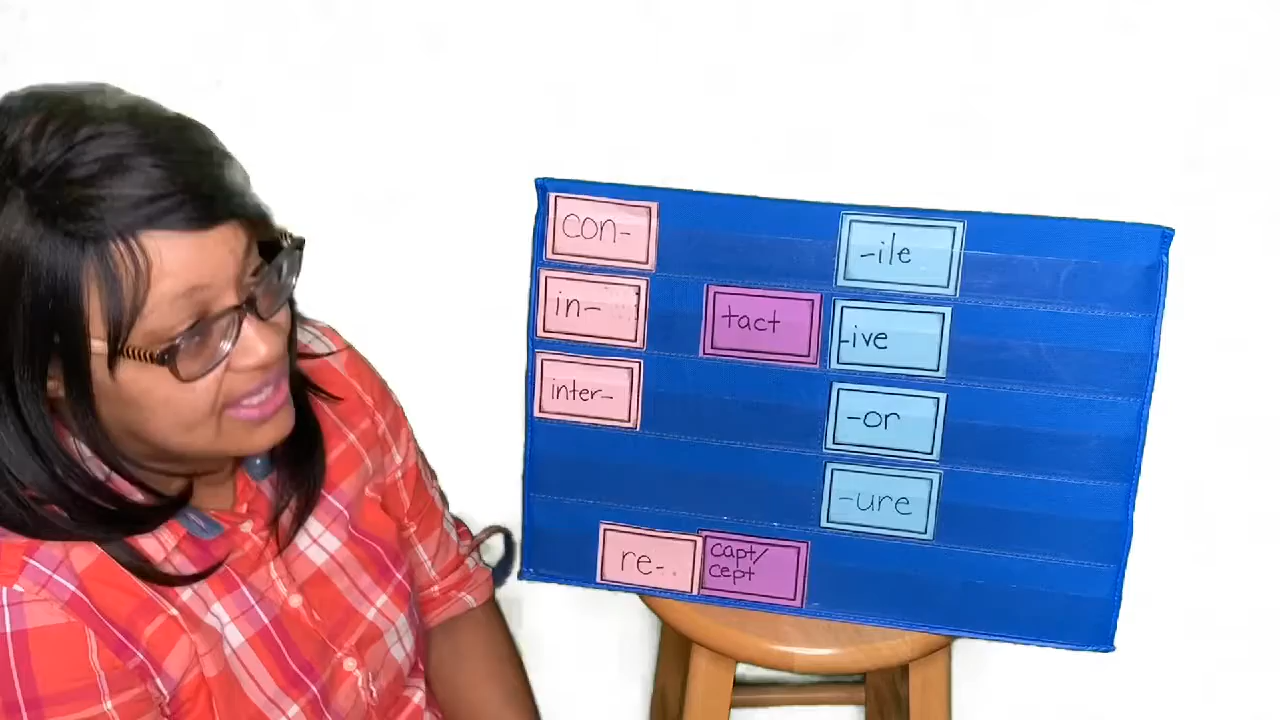 con-
-ile
in-
tact
-ive
inter-
-or
-ure
re-
capt/
cept